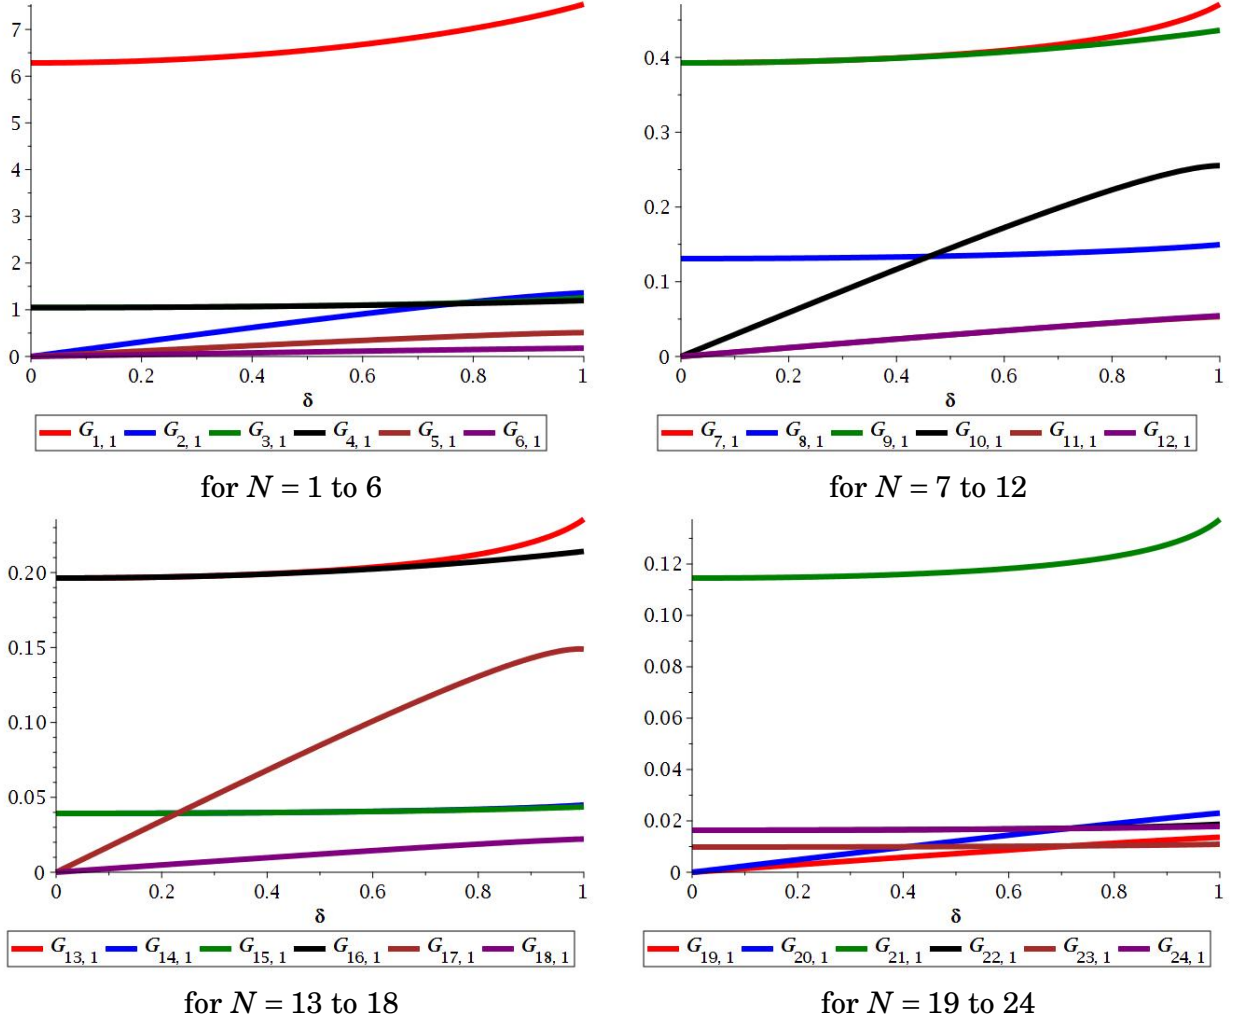 7
6
5
4
3
2
1
0
0 0.2 0.4 0.6 0.8 1
δ
G1, 1 G2, 1 G3, 1 G4, 1 G5, 1 G6, 1
for N = 1 to 6
0.4
0.3
0.2
0.1
0
0 0.2 0.4 0.6 0.8 1
δ
G7, 1 G8, 1 G9, 1 G10, 1 G11, 1 G12, 1
for N = 7 to 12
0.20
0.15
0.10
0.05
0
0 0.2 0.4 0.6 0.8 1
δ
G13, 1 G14, 1 G15, 1 G16, 1 G17, 1 G18, 1
for N = 13 to 18
0.12
0.10
0.08
0.06
0.04
0.02
0
0 0.2 0.4 0.6 0.8 1
δ
G19, 1 G20, 1 G21, 1 G22, 1 G23, 1 G24, 1
for N = 19 to 24